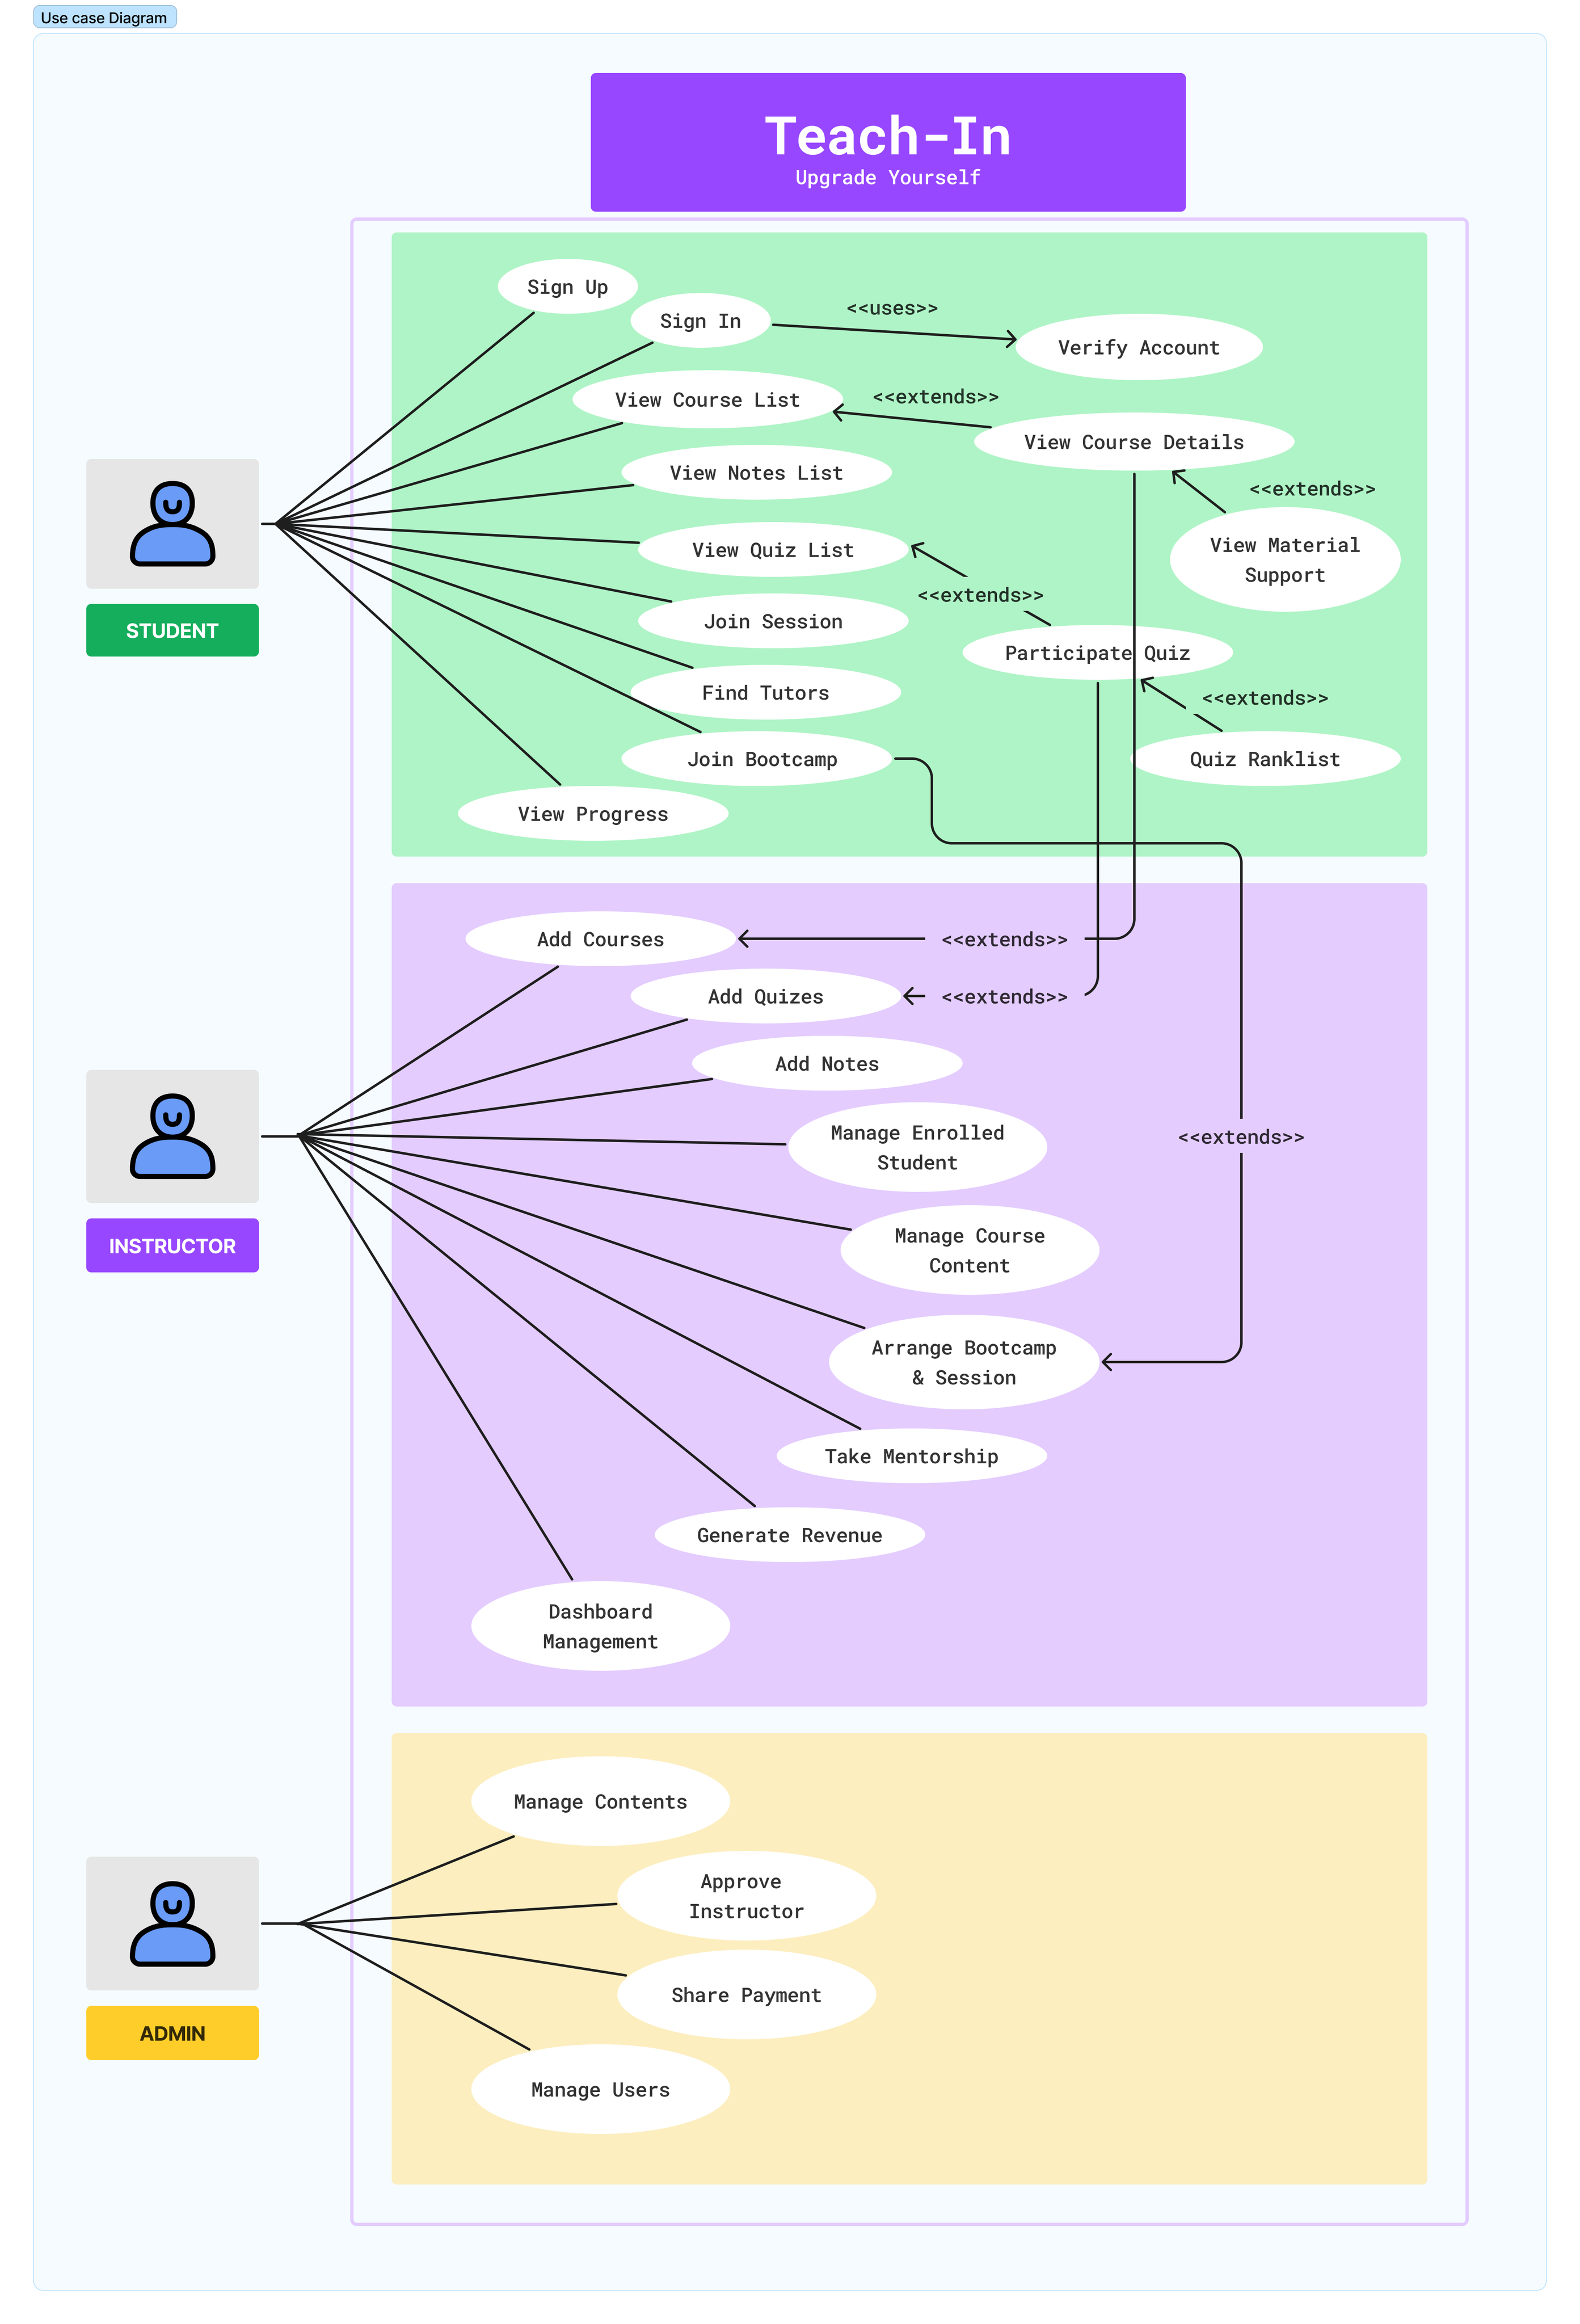 Use case Diagram
Teach-In
Upgrade Yourself
Sign Up
Sign In
<<uses>>
Verify Account
View Course List
<<extends>>
View Course Details
View Notes List
<<extends>>
View Quiz List
View Material
Support
<<extends>>
Join Session
STUDENT
Participate Quiz
Find Tutors
<<extends>>
Join Bootcamp
Quiz Ranklist
View Progress
Add Courses
<<extends>>
Add Quizes
<<extends>>
Add Notes
Manage Enrolled
Student
<<extends>>
INSTRUCTOR
Manage Course
Content
Arrange Bootcamp
& Session
Take Mentorship
Generate Revenue
Dashboard
Management
Manage Contents
Approve
Instructor
Share Payment
ADMIN
Manage Users